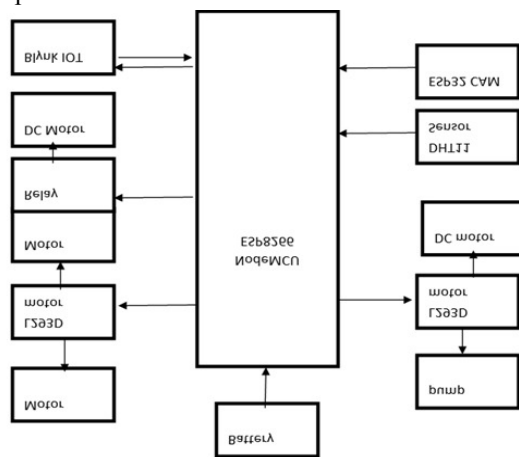 Battery
Motor
L293D
motor
Motor
Relay
DC Motor
Blynk IOT
NodeMCU
ESP8266
pump
L293D
motor
DC motor
DHT11
Sensor
ESP32 CAM